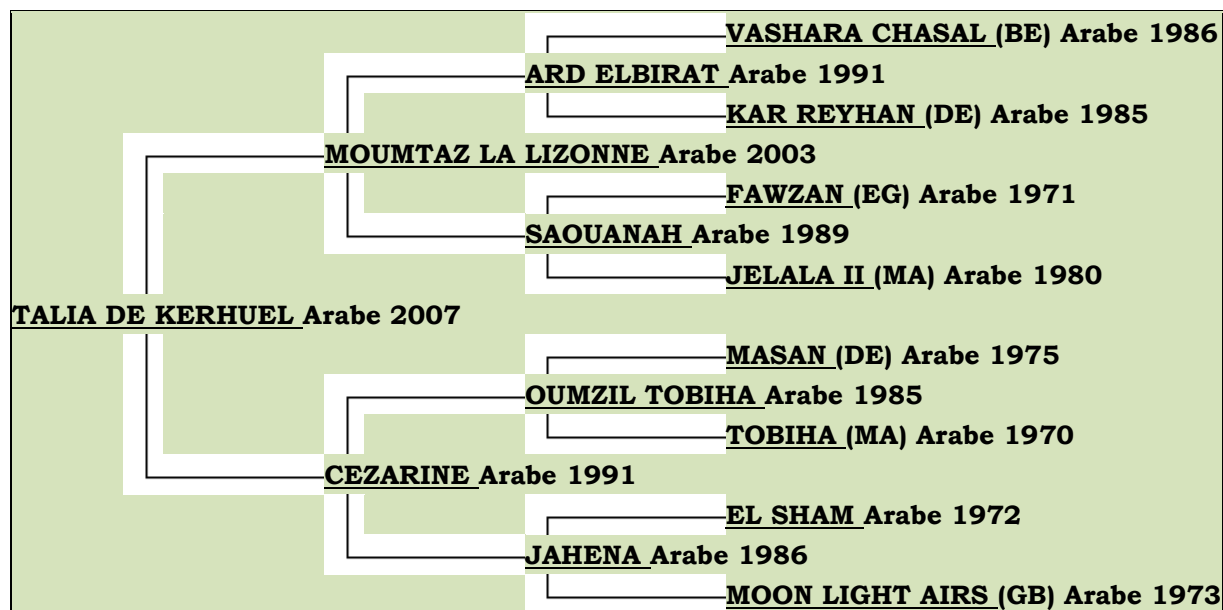 VASHARA CHASAL (BE) Arabe 1986
ARD ELBIRAT Arabe 1991
KAR REYHAN (DE) Arabe 1985
MOUMTAZ LA LIZONNE Arabe 2003
FAWZAN (EG) Arabe 1971
SAOUANAH Arabe 1989
JELALA II (MA) Arabe 1980
TALIA DE KERHUEL Arabe 2007
MASAN (DE) Arabe 1975
OUMZIL TOBIHA Arabe 1985
TOBIHA (MA) Arabe 1970
CEZARINE Arabe 1991
EL SHAM Arabe 1972
JAHENA Arabe 1986
MOON LIGHT AIRS (GB) Arabe 1973